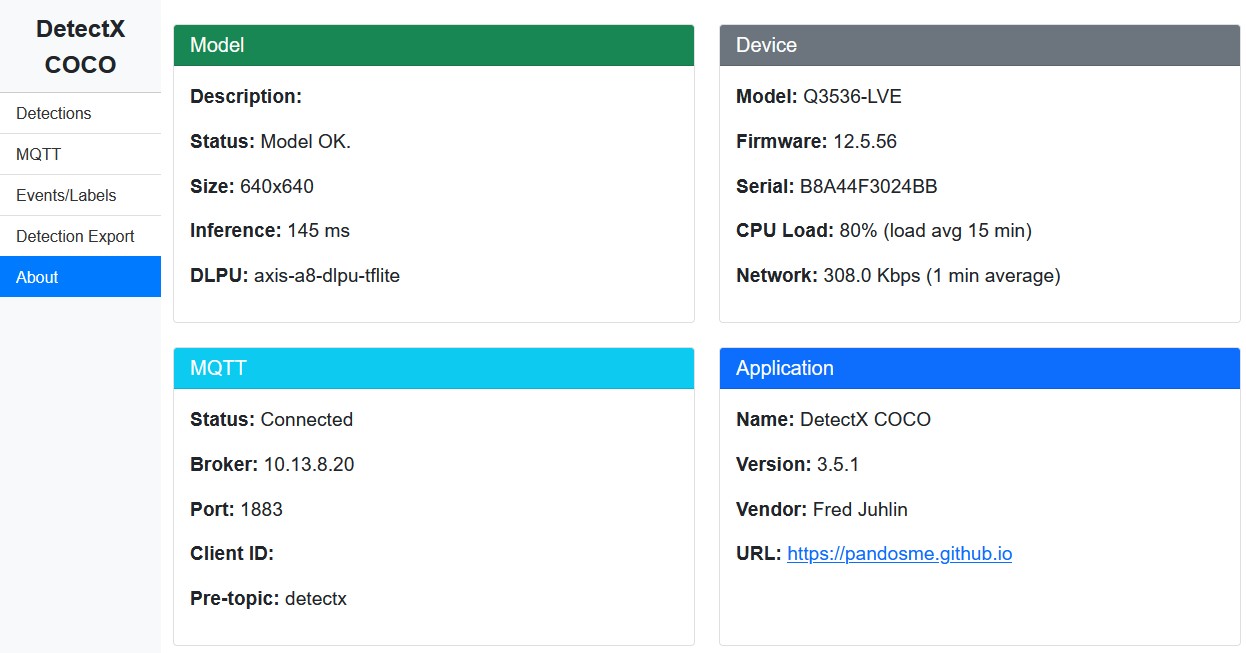 DetectX
COCO
Detections
MQTT
Events/Labels
Detection Export
About
Model
Description:
Status: Model OK.
Size: 640x640
Inference: 145 ms
DLPU: axis-a8-dlpu-tflite
Device
Model: Q3536-LVE
Firmware: 12.5.56
Serial: B8A44F3024BB
CPU Load: 80% (load avg 15 min)
Network: 308.0 Kbps (1 min average)
MQTT
Status: Connected
Broker: 10.13.8.20
Port: 1883
Client ID:
Pre-topic: detectx
Application
Name: DetectX COCO
Version: 3.5.1
Vendor: Fred Juhlin
URL: https://pandosme.github.io